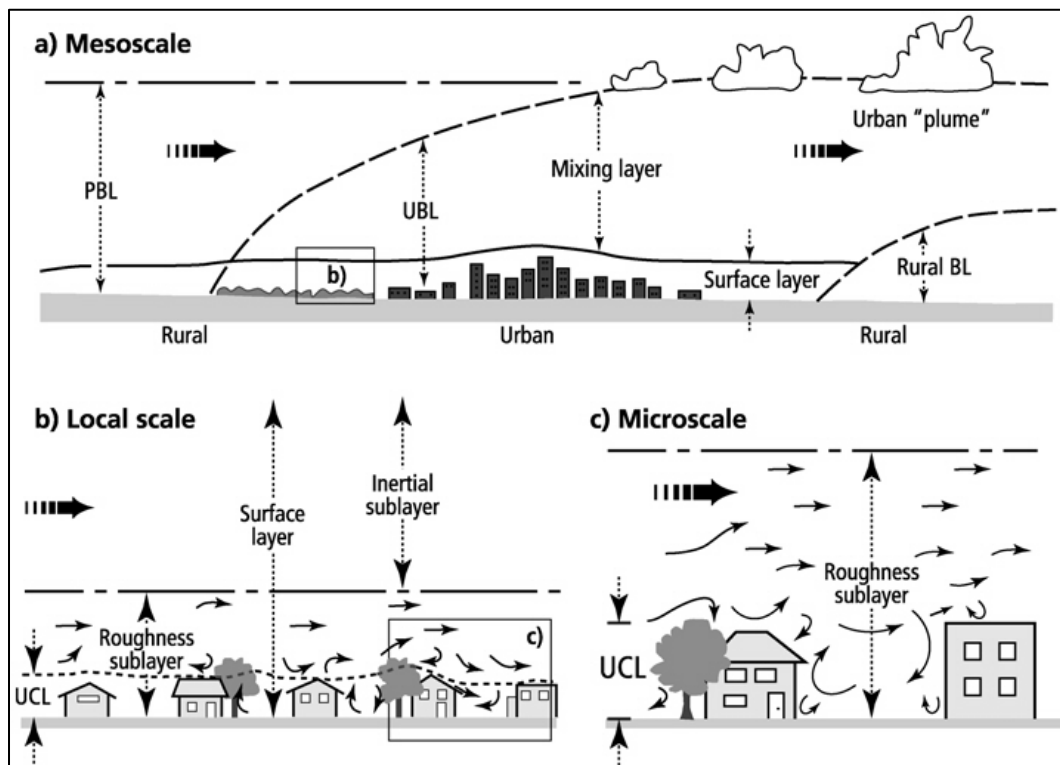 a) Mesoscale
Urban "plume"
PBL
UBL
Mixing layer
b)
Surface layer
Rural BL
Rural
Urban
Rural
b) Local scale
Inertial
sublayer
Surface
layer
Roughness
sublayer
UCL
c)
c) Microscale
Roughness
sublayer
UCL